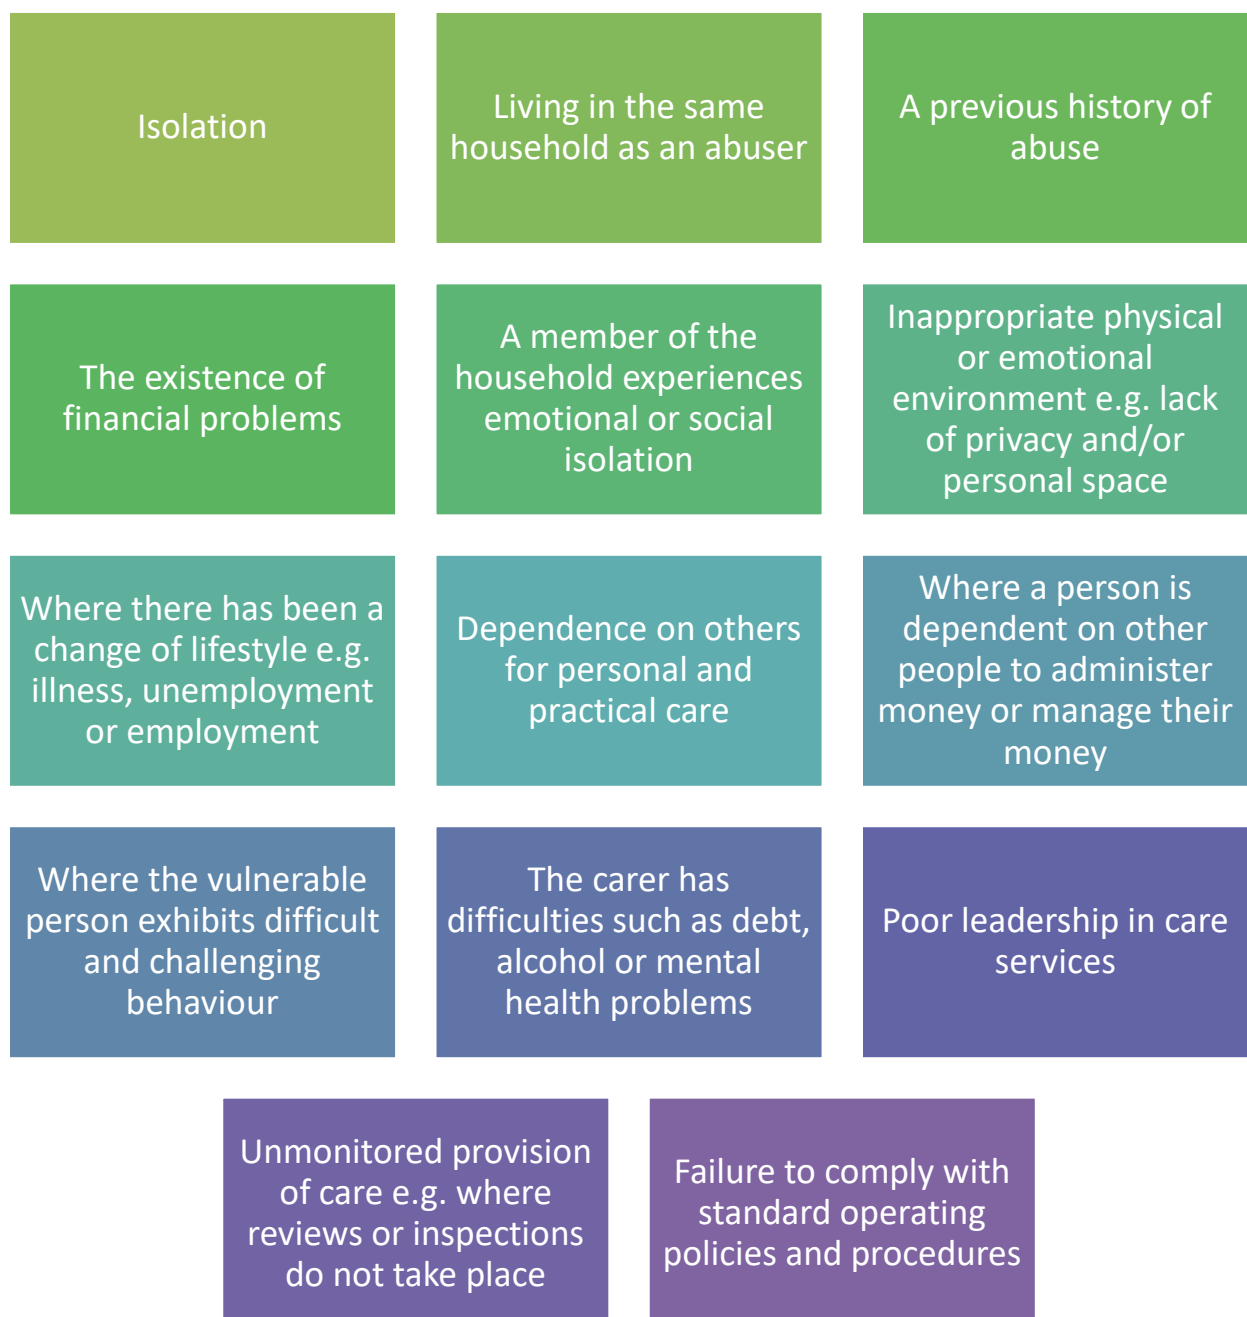 Isolation
Living in the same
household as an abuser
A previous history of
abuse
The existence of
financial problems
A member of the
household experiences
emotional or social
isolation
Inappropriate physical
or emotional
environment e.g. lack
of privacy and/or
personal space
Where there has been a
change of lifestyle e.g.
illness, unemployment
or employment
Dependence on others
for personal and
practical care
Where a person is
dependent on other
people to administer
money or manage their
money
Where the vulnerable
person exhibits difficult
and challenging
behaviour
The carer has
difficulties such as debt,
alcohol or mental
health problems
Poor leadership in care
services
Unmonitored provision
of care e.g. where
reviews or inspections
do not take place
Failure to comply with
standard operating
policies and procedures